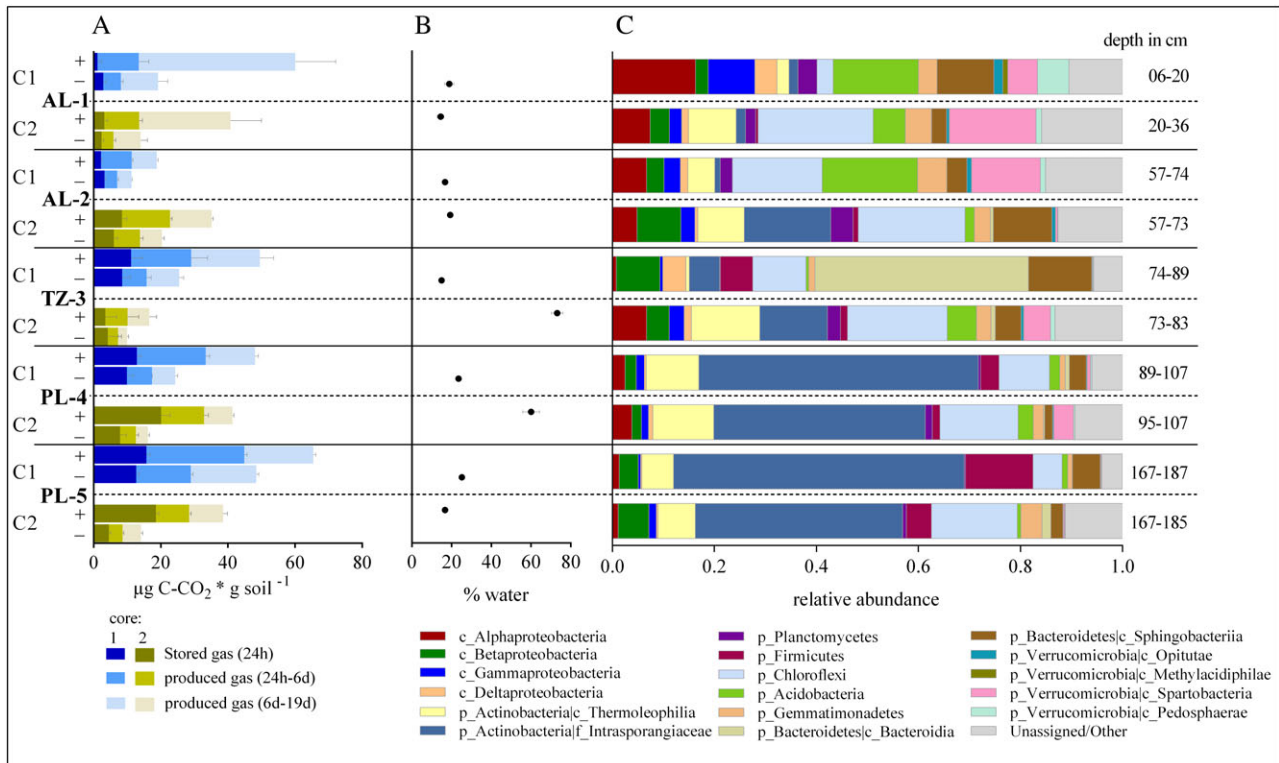 A B C
depth in cm
C1 + 06-20
−
AL-1
C2 + 20-36
−
C1 + 57-74
−
AL-2
C2 + 57-73
−
C1 + 74-89
−
TZ-3
C2 + 73-83
−
C1 + 89-107
−
PL-4
C2 + 95-107
−
C1 + 167-187
−
PL-5
C2 + 167-185
−
0 20 40 60 80 0 20 40 60 80 0.0 0.2 0.4 0.6 0.8 1.0
µg C-CO₂ * g soil ⁻¹ % water relative abundance
core:
1 2
Stored gas (24h)
produced gas (24h-6d)
produced gas (6d-19d)
c_Alphaproteobacteria
c_Betaproteobacteria
c_Gammaproteobacteria
c_Deltaproteobacteria
p_Actinobacteria|c_Thermoleophilia
p_Actinobacteria|f_Intrasporangiaceae
p_Planctomycetes
p_Firmicutes
p_Chloroflexi
p_Acidobacteria
p_Gemmatimonadetes
p_Bacteroidetes|c_Bacteroidia
p_Bacteroidetes|c_Sphingobacteriia
p_Verrucomicrobia|c_Opitutae
p_Verrucomicrobia|c_Methylacidiphilae
p_Verrucomicrobia|c_Spartobacteria
p_Verrucomicrobia|c_Pedosphaerae
Unassigned/Other